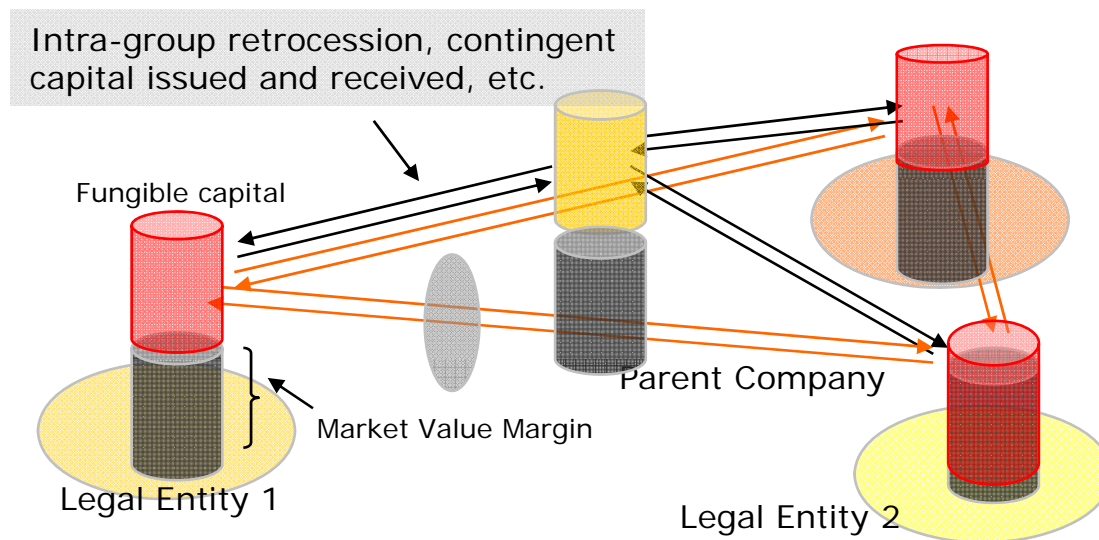 Intra-group retrocession, contingent
capital issued and received, etc.
Fungible capital
Parent Company
Market Value Margin
Legal Entity 1
Legal Entity 2